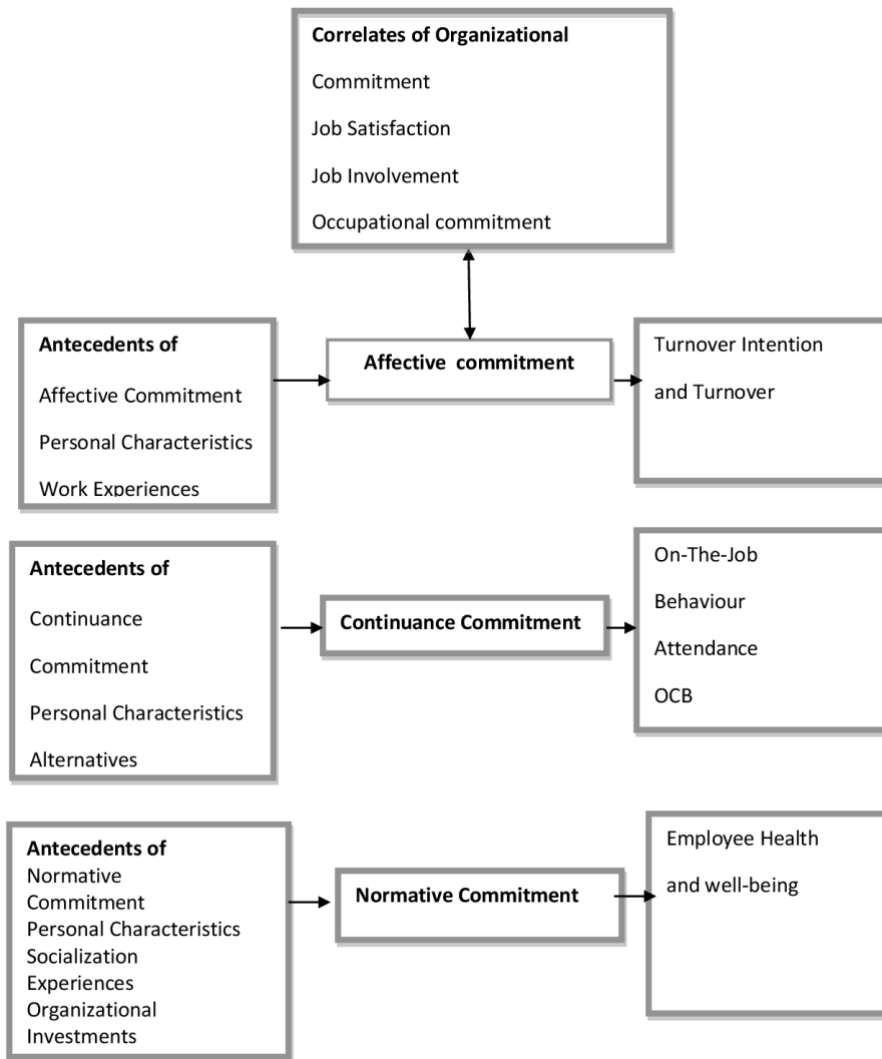 Correlates of Organizational
Commitment
Job Satisfaction
Job Involvement
Occupational commitment
Antecedents of
Affective Commitment
Personal Characteristics
Work Experiences
Affective commitment
Turnover Intention
and Turnover
Antecedents of
Continuance
Commitment
Personal Characteristics
Alternatives
Continuance Commitment
On-The-Job
Behaviour
Attendance
OCB
Antecedents of
Normative
Commitment
Personal Characteristics
Socialization
Experiences
Organizational
Investments
Normative Commitment
Employee Health
and well-being